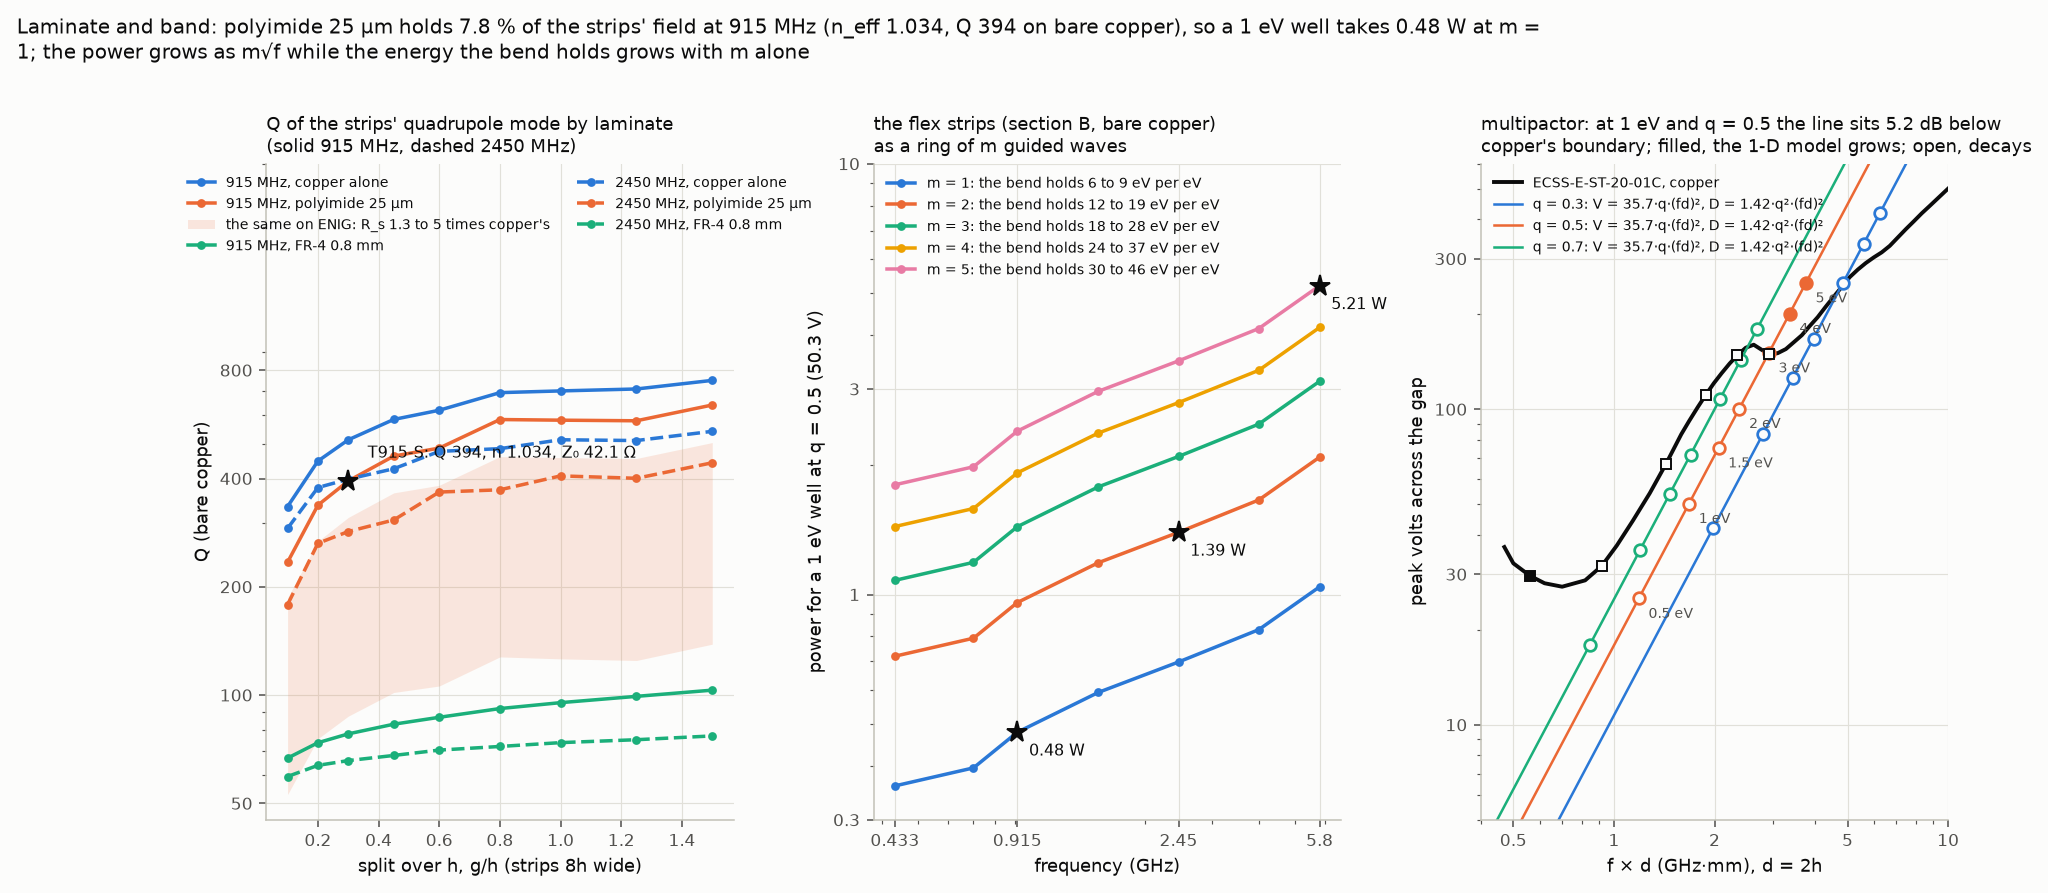 Laminate and band: polyimide 25 µm holds 7.8 % of the strips' field at 915 MHz (n_eff 1.034, Q 394 on bare copper), so a 1 eV well takes 0.48 W at m =
1; the power grows as m√f while the energy the bend holds grows with m alone
Q of the strips' quadrupole mode by laminate
(solid 915 MHz, dashed 2450 MHz)
915 MHz, copper alone
915 MHz, polyimide 25 µm
the same on ENIG: R_s 1.3 to 5 times copper's
915 MHz, FR-4 0.8 mm
2450 MHz, copper alone
2450 MHz, polyimide 25 µm
2450 MHz, FR-4 0.8 mm
T915-S: Q 394, n 1.034, Z₀ 42.1 Ω
Q (bare copper)
800
400
200
100
50
0.2
0.4
0.6
0.8
1.0
1.2
1.4
split over h, g/h (strips 8h wide)
the flex strips (section B, bare copper)
as a ring of m guided waves
m = 1: the bend holds 6 to 9 eV per eV
m = 2: the bend holds 12 to 19 eV per eV
m = 3: the bend holds 18 to 28 eV per eV
m = 4: the bend holds 24 to 37 eV per eV
m = 5: the bend holds 30 to 46 eV per eV
5.21 W
1.39 W
0.48 W
power for a 1 eV well at q = 0.5 (50.3 V)
10
3
1
0.3
0.433
0.915
2.45
5.8
frequency (GHz)
multipactor: at 1 eV and q = 0.5 the line sits 5.2 dB below
copper's boundary; filled, the 1-D model grows; open, decays
ECSS-E-ST-20-01C, copper
q = 0.3: V = 35.7·q·(fd)², D = 1.42·q²·(fd)²
q = 0.5: V = 35.7·q·(fd)², D = 1.42·q²·(fd)²
q = 0.7: V = 35.7·q·(fd)², D = 1.42·q²·(fd)²
5 eV
4 eV
3 eV
2 eV
1.5 eV
1 eV
0.5 eV
peak volts across the gap
300
100
30
10
0.5
1
2
5
10
f × d (GHz·mm), d = 2h